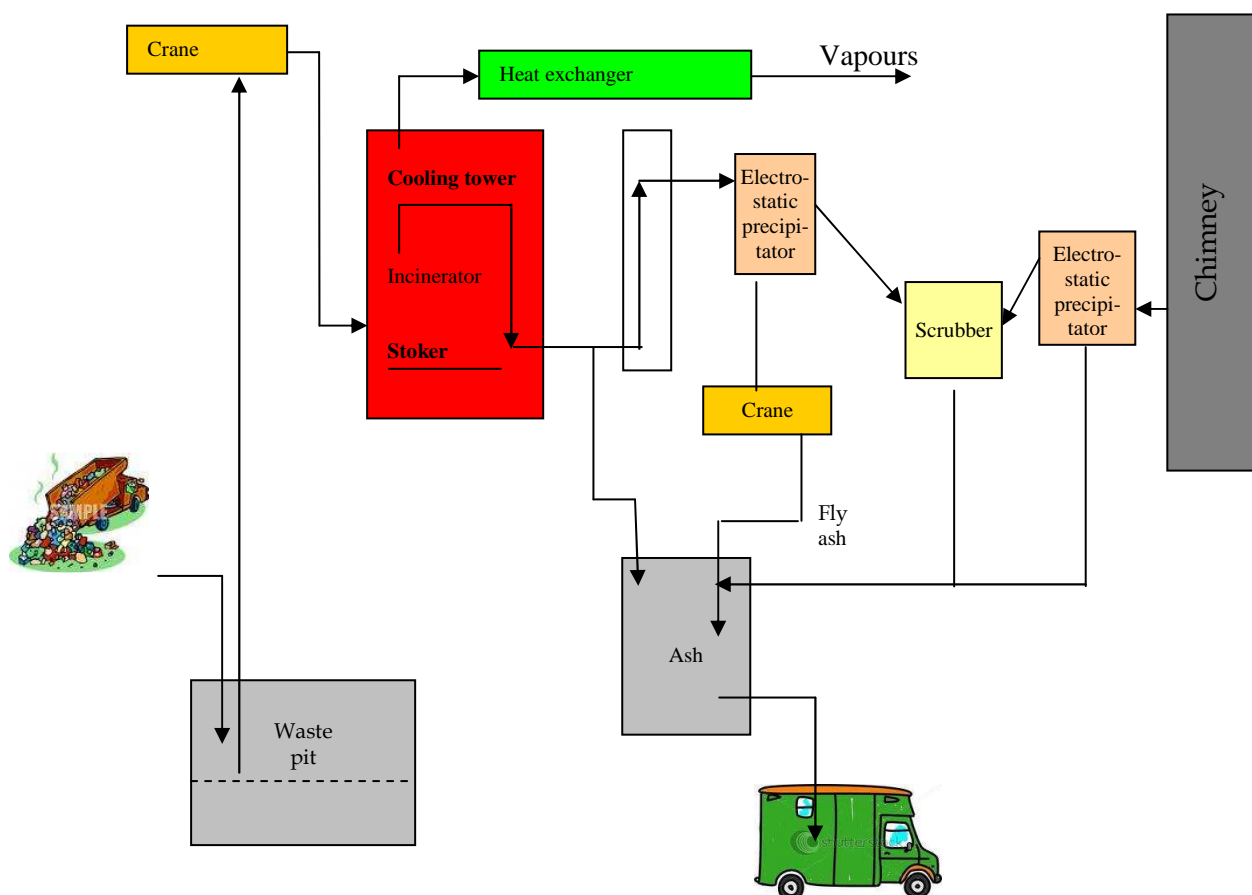 Crane
Heat exchanger
Vapours
Chimney
Cooling tower
Incinerator
Stoker
Electro-
static
precipi-
tator
Electro-
static
precipi-
tator
Scrubber
Crane
SAMPLE
Fly
ash
Ash
Waste
pit